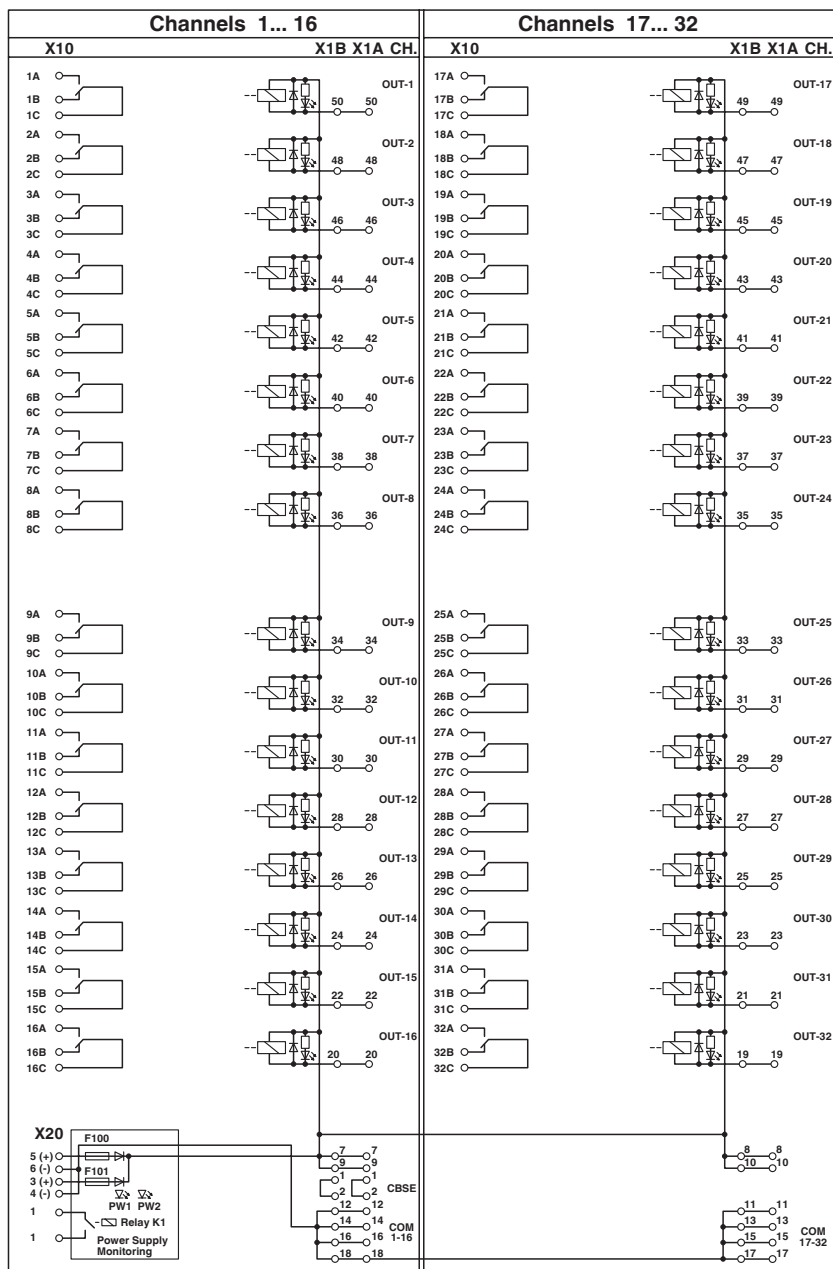 Channels 1... 16 Channels 17... 32
X10 X1B X1A CH. X10 X1B X1A CH.
1A OUT-1 17A OUT-17
1B 50 50 17B 49 49
1C 17C
2A OUT-2 18A OUT-18
2B 48 48 18B 47 47
2C 18C
3A OUT-3 19A OUT-19
3B 46 46 19B 45 45
3C 19C
4A OUT-4 20A OUT-20
4B 44 44 20B 43 43
4C 20C
5A OUT-5 21A OUT-21
5B 42 42 21B 41 41
5C 21C
6A OUT-6 22A OUT-22
6B 40 40 22B 39 39
6C 22C
7A OUT-7 23A OUT-23
7B 38 38 23B 37 37
7C 23C
8A OUT-8 24A OUT-24
8B 36 36 24B 35 35
8C 24C
9A OUT-9 25A OUT-25
9B 34 34 25B 33 33
9C 25C
10A OUT-10 26A OUT-26
10B 32 32 26B 31 31
10C 26C
11A OUT-11 27A OUT-27
11B 30 30 27B 29 29
11C 27C
12A OUT-12 28A OUT-28
12B 28 28 28B 27 27
12C 28C
13A OUT-13 29A OUT-29
13B 26 26 29B 25 25
13C 29C
14A OUT-14 30A OUT-30
14B 24 24 30B 23 23
14C 30C
15A OUT-15 31A OUT-31
15B 22 22 31B 21 21
15C 31C
16A OUT-16 32A OUT-32
16B 20 20 32B 19 19
16C 32C
X20
F100
5 (+) 7 7 8 8
6 (-) 9 9 10 10
F101
3 (+) 1 1
CBSE
4 (-) 2 2
PW1 PW2
1 12 12 11 11
Relay K1 14 14 COM 13 13 COM
1 16 16 1-16 15 15 17-32
Power Supply
Monitoring
18 18 17 17